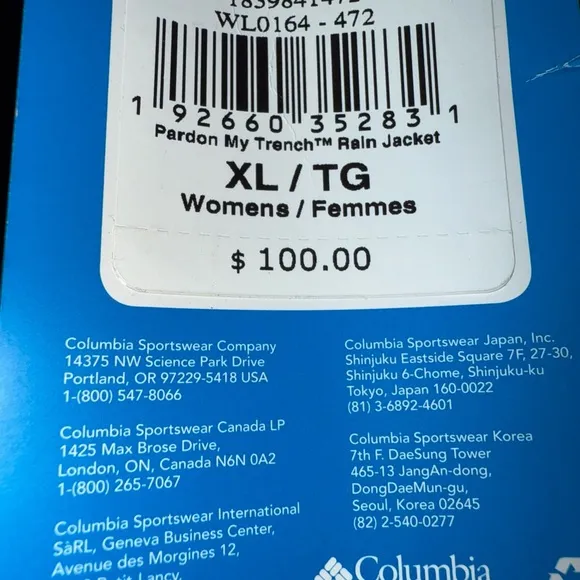 WL0164 - 472
1 92660 35283 1
Pardon My Trench™ Rain Jacket
XL / TG
Womens / Femmes
$ 100.00
Columbia Sportswear Company
14375 NW Science Park Drive
Portland, OR 97229-5418 USA
1-(800) 547-8066
Columbia Sportswear Canada LP
1425 Max Brose Drive,
London, ON, Canada N6N 0A2
1-(800) 265-7067
Columbia Sportswear International
SàRL, Geneva Business Center,
Avenue des Morgines 12,
Petit-Lancy,
Columbia Sportswear Japan, Inc.
Shinjuku Eastside Square 7F, 27-30,
Shinjuku 6-Chome, Shinjuku-ku
Tokyo, Japan 160-0022
(81) 3-6892-4601
Columbia Sportswear Korea
7th F. DaeSung Tower
465-13 JangAn-dong,
DongDaeMun-gu,
Seoul, Korea 02645
(82) 2-540-0277
Columbia